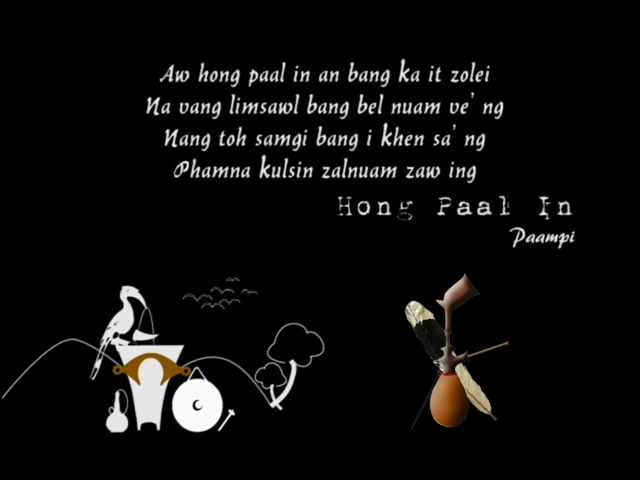 Aw hong paal in an bang ka it zolei
Na vang limsawl bang bel nuam ve' ng
Nang toh samgi bang i khen sa' ng
Phamna kulsin zalnuam zaw ing
Hong Paal In
Paampi